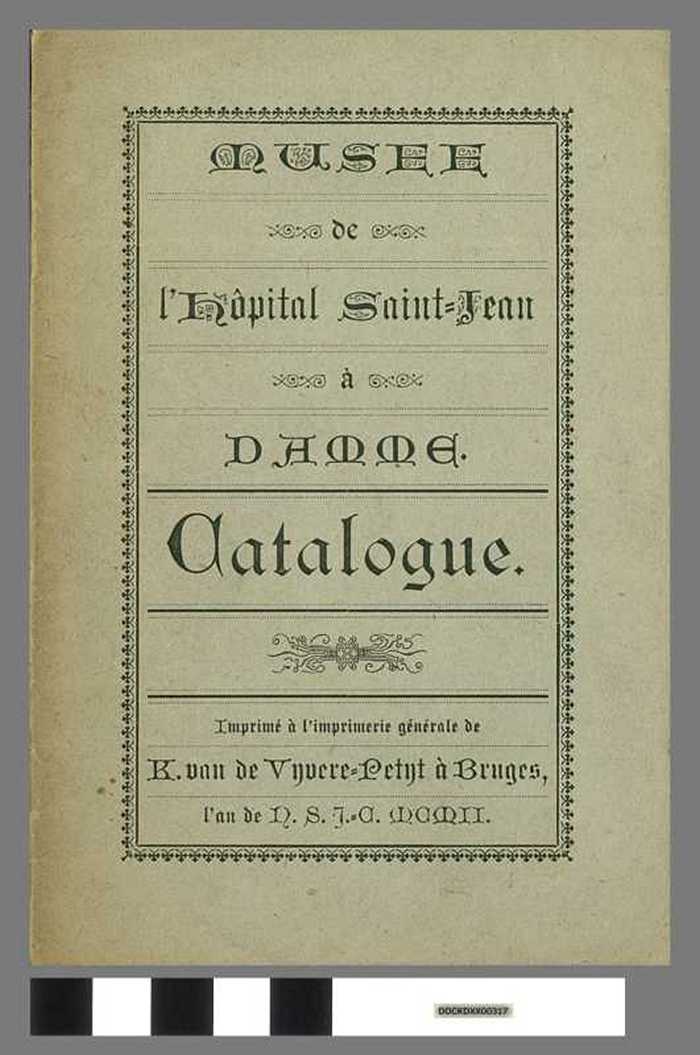 MUSEE
de
l'Hôpital Saint-Jean
à
DAMME.
Catalogue.
Imprimé à l'imprimerie générale de
K. van de Vyvere-Petyt à Bruges,
l'an de N. S. J.-C. MCMII.
DOCKDXX00317